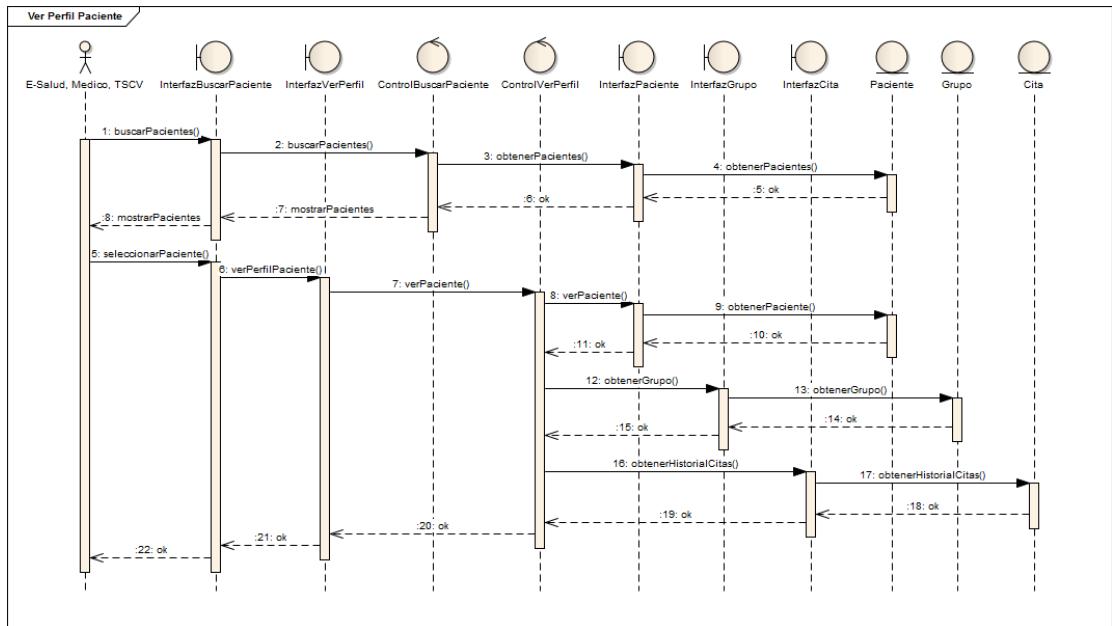 Ver Perfil Paciente
E-Salud, Medico, TSCV
InterfazBuscarPaciente
InterfazVerPerfil
ControlBuscarPaciente
ControlVerPerfil
InterfazPaciente
InterfazGrupo
InterfazCita
Paciente
Grupo
Cita
1: buscarPacientes()
2: buscarPacientes()
3: obtenerPacientes()
4: obtenerPacientes()
:5: ok
:6: ok
:7: mostrarPacientes
:8: mostrarPacientes
5: seleccionarPaciente()
6: verPerfilPaciente()
7: verPaciente()
8: verPaciente()
9: obtenerPaciente()
:10: ok
:11: ok
12: obtenerGrupo()
13: obtenerGrupo()
:14: ok
:15: ok
16: obtenerHistorialCitas()
17: obtenerHistorialCitas()
:18: ok
:19: ok
:20: ok
:21: ok
:22: ok